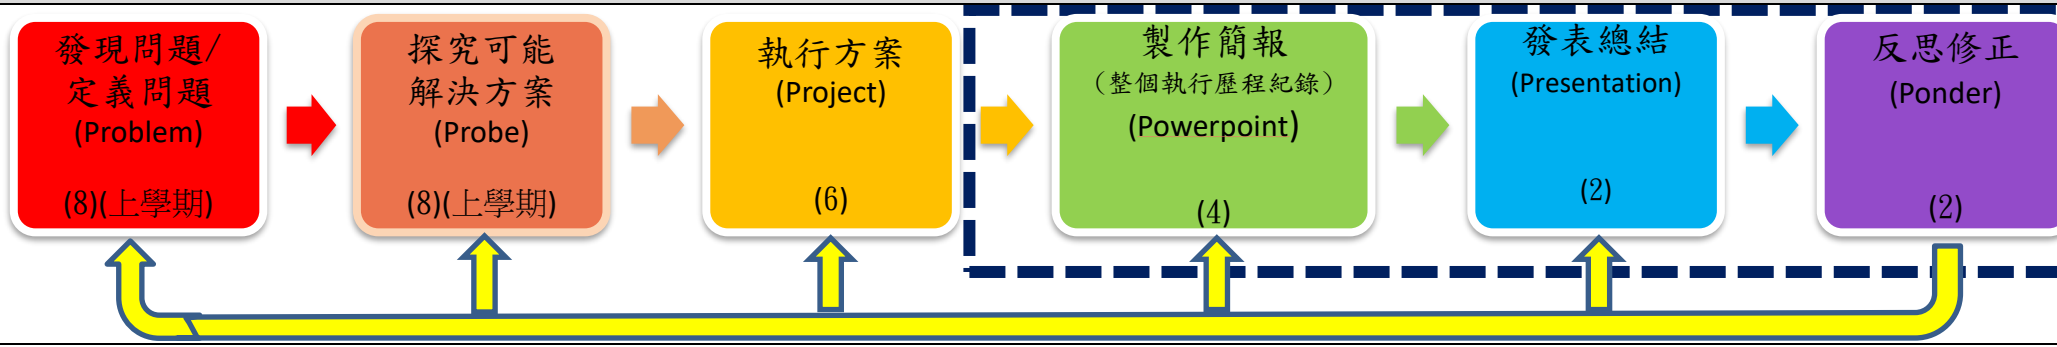 發現問題/
定義問題
(Problem)
(8)(上學期)
探究可能
解決方案
(Probe)
(8)(上學期)
執行方案
(Project)
(6)
製作簡報
(整個執行歷程紀錄)
(Powerpoint)
(4)
發表總結
(Presentation)
(2)
反思修正
(Ponder)
(2)